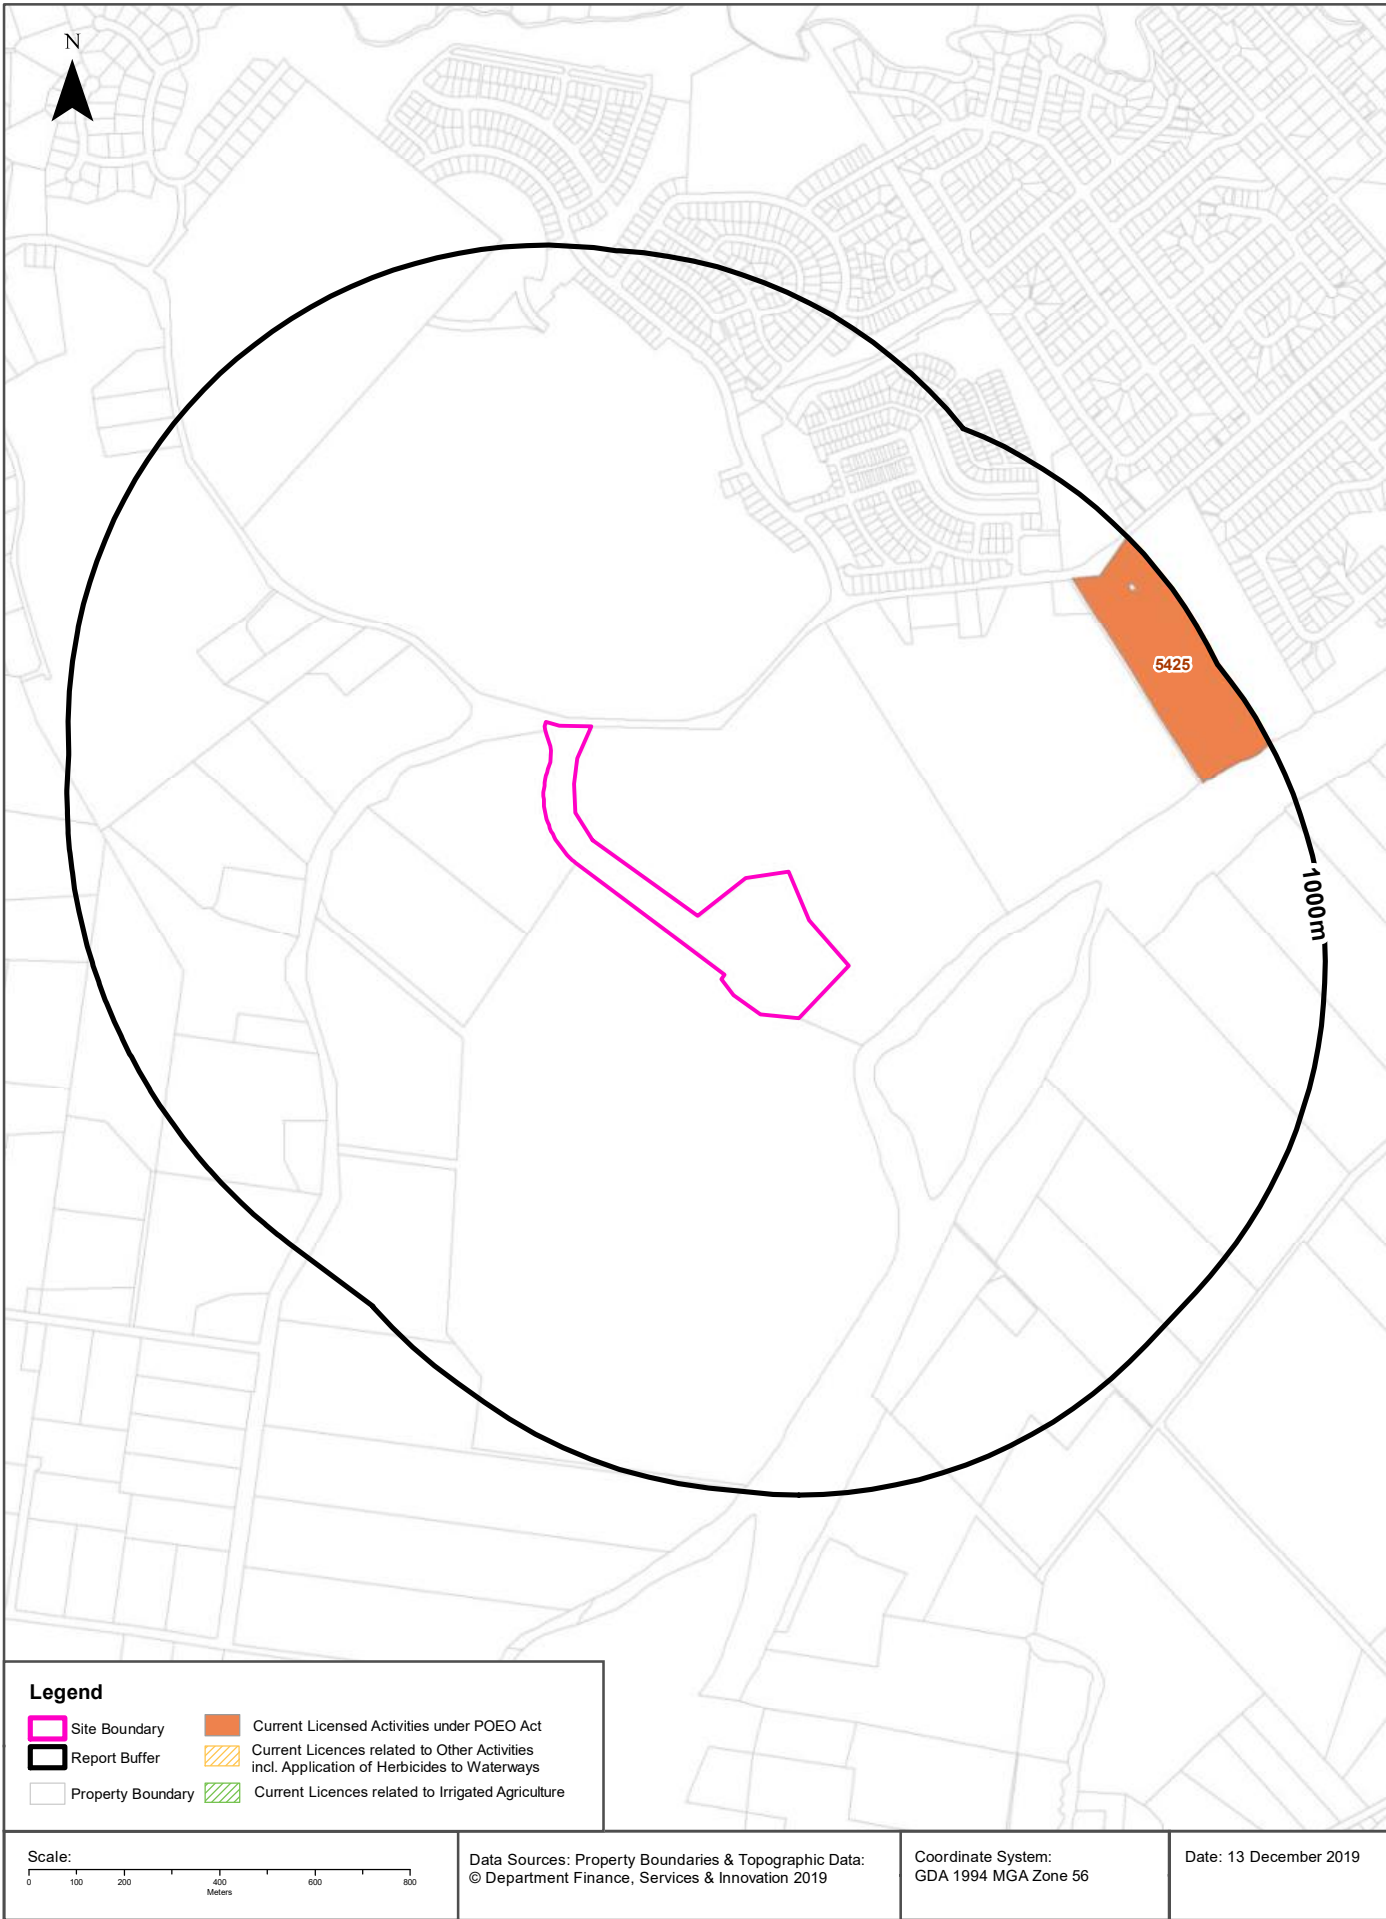 N
5425
1000m
Legend
Site Boundary
Report Buffer
Property Boundary
Current Licensed Activities under POEO Act
Current Licences related to Other Activities
incl. Application of Herbicides to Waterways
Current Licences related to Irrigated Agriculture
Scale:
0 100 200 400 600 800
Meters
Data Sources: Property Boundaries & Topographic Data:
© Department Finance, Services & Innovation 2019
Coordinate System:
GDA 1994 MGA Zone 56
Date: 13 December 2019